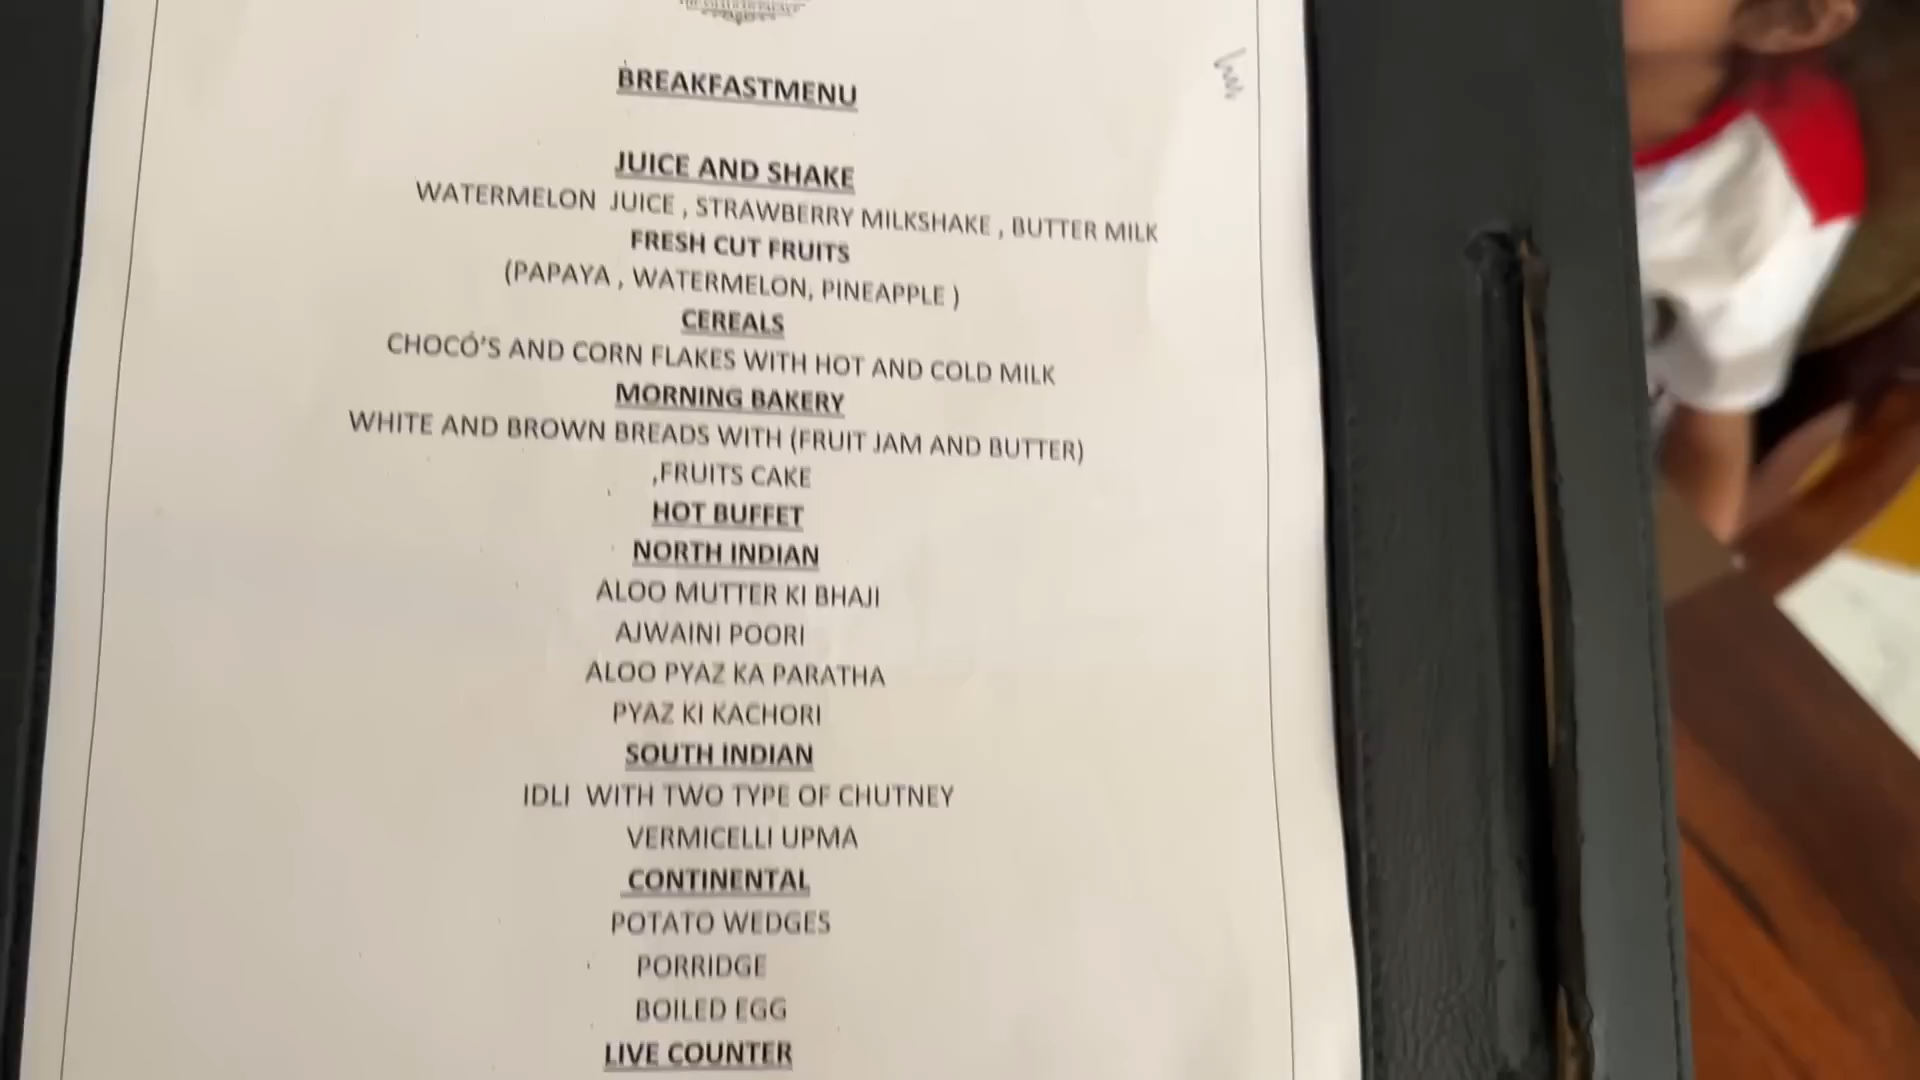 BREAKFASTMENU
JUICE AND SHAKE
WATERMELON JUICE , STRAWBERRY MILKSHAKE , BUTTER MILK
FRESH CUT FRUITS
(PAPAYA , WATERMELON, PINEAPPLE )
CEREALS
CHOCÓ'S AND CORN FLAKES WITH HOT AND COLD MILK
MORNING BAKERY
WHITE AND BROWN BREADS WITH (FRUIT JAM AND BUTTER)
,FRUITS CAKE
HOT BUFFET
NORTH INDIAN
ALOO MUTTER KI BHAJI
AJWAINI POORI
ALOO PYAZ KA PARATHA
PYAZ KI KACHORI
SOUTH INDIAN
IDLI WITH TWO TYPE OF CHUTNEY
VERMICELLI UPMA
CONTINENTAL
POTATO WEDGES
PORRIDGE
BOILED EGG
LIVE COUNTER